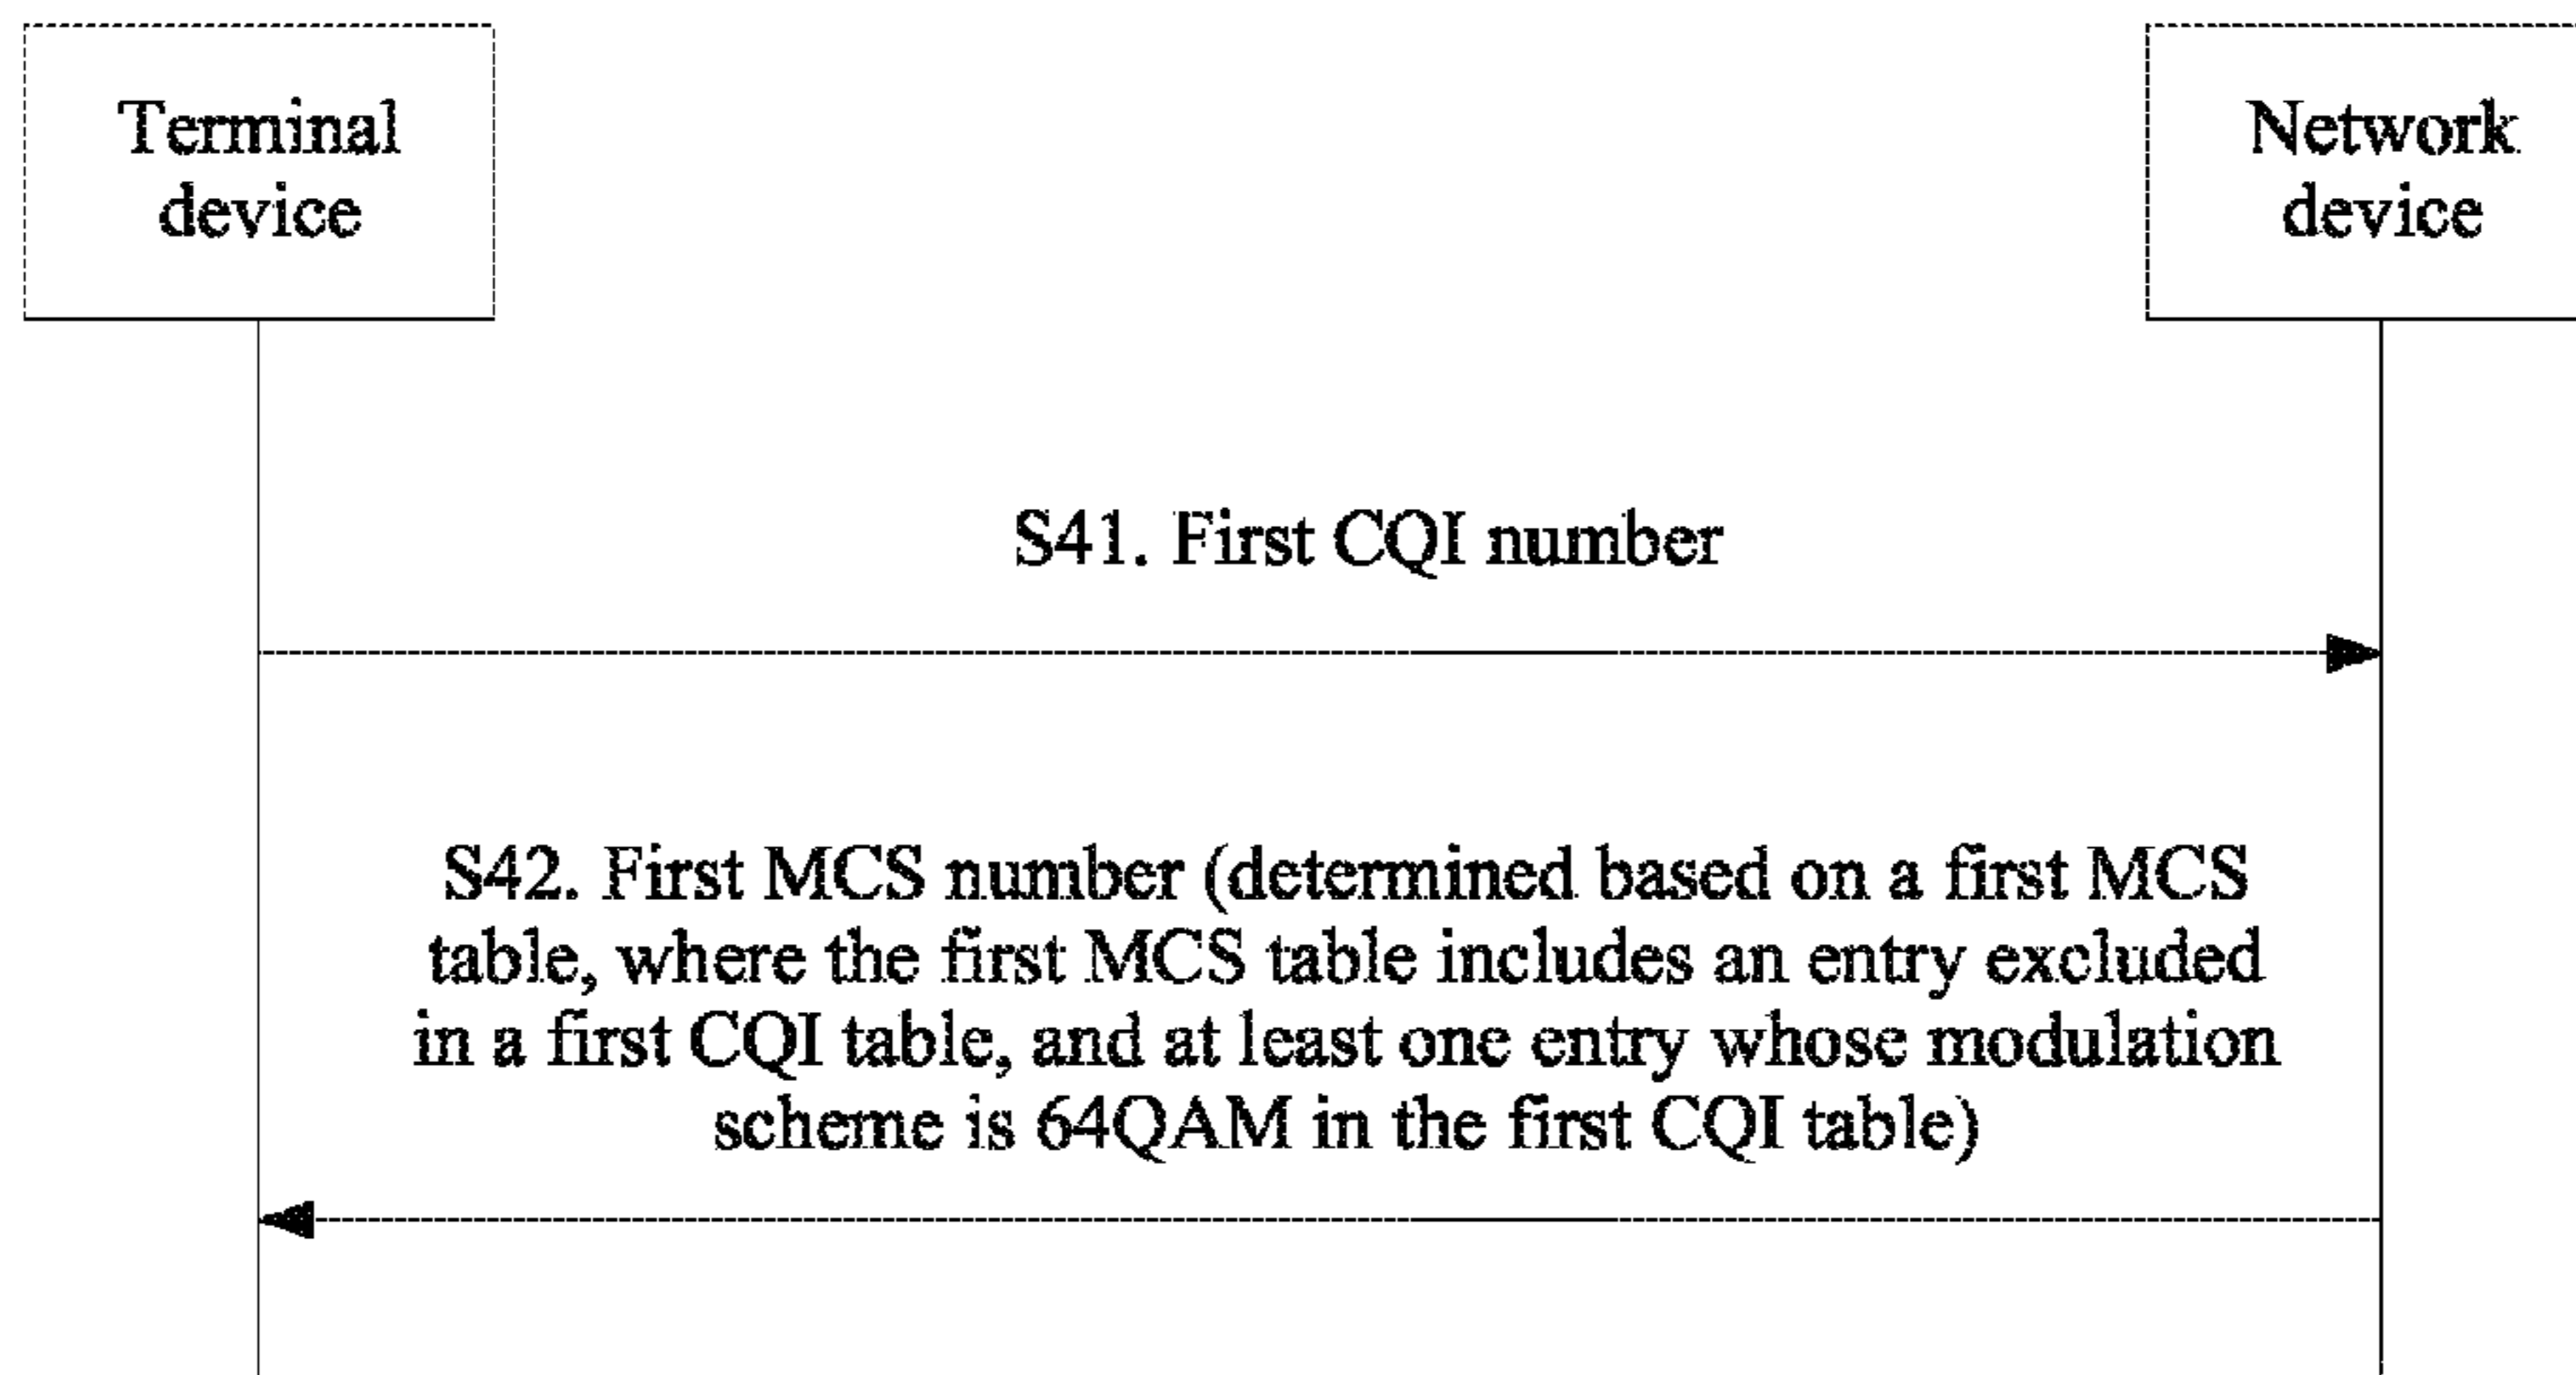 Terminal
device
Network
device
S41. First CQI number
S42. First MCS number (determined based on a first MCS
table, where the first MCS table includes an entry excluded
in a first CQI table, and at least one entry whose modulation
scheme is 64QAM in the first CQI table)